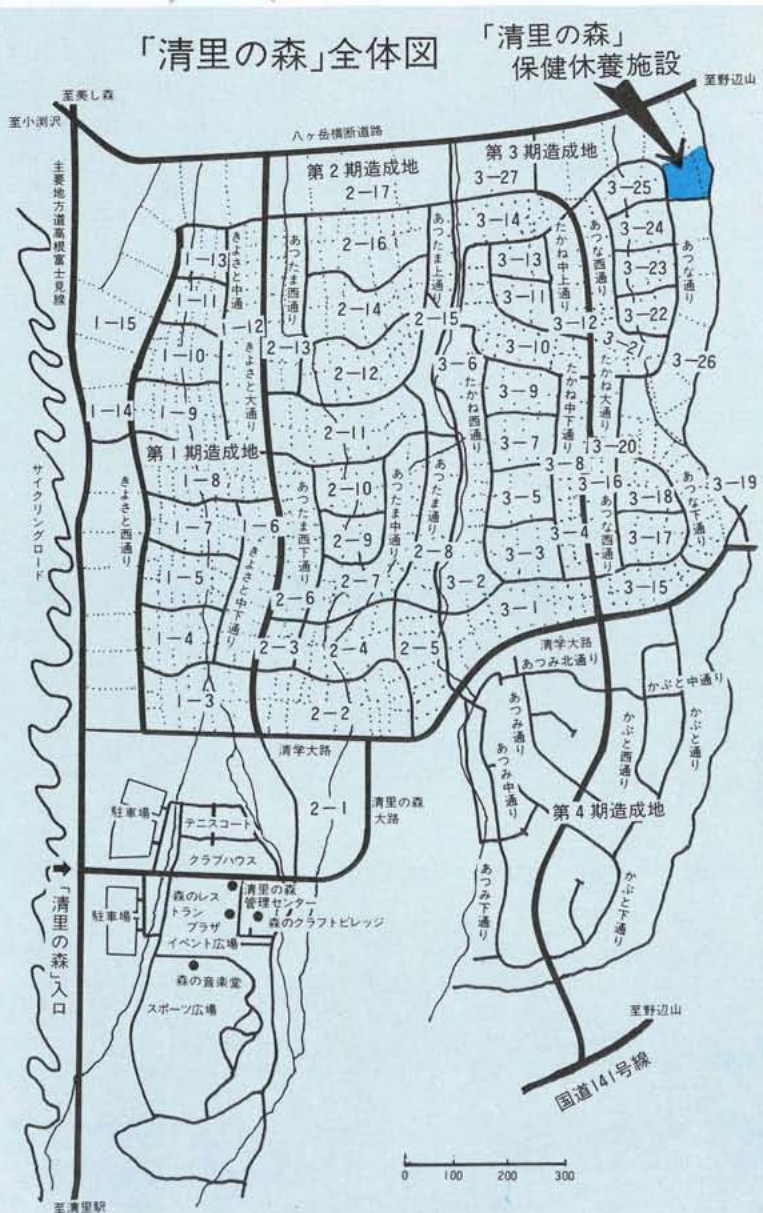 「清里の森」全体図
「清里の森」
保健休養施設
至美し森
至小渕沢
至野辺山
八ヶ岳横断道路
主要地方道高根富士見線
第2期造成地
第3期造成地
2-17
3-27
3-25
3-14
3-24
2-16
1-13
きよさと中通
あつたま西通り
あつたま上通り
3-13
たかね中上通り
あつな西通り
3-23
あつな通り
1-11
2-14
3-11
3-22
1-15
1-12
2-15
3-12
1-10
きよさと大通り
2-13
2-12
3-10
3-21
3-6
3-26
1-9
たかね西通り
3-9
たかね中下通り
たかね大通り
1-14
2-11
3-7
3-20
第1期造成地
サイクリングロード
1-8
2-10
3-8
3-16
3-19
きよさと西通り
あつたま西下通り
あつたま中通り
あつたま通り
3-5
あつな西通り
3-18
あつな下通り
1-7
1-6
2-9
2-8
3-4
3-17
1-5
きよさと中下通り
2-7
3-3
2-6
3-2
3-15
3-1
1-4
2-3
2-4
2-5
清学大路
あつみ北通り
かぶと中通り
1-3
2-2
あつみ通り
かぶと西通り
かぶと通り
清学大路
あつみ中通り
2-1
清里の森
大路
第4期造成地
駐車場
テニスコート
クラブハウス
「清里の森」入口
駐車場
森のレス
トラン
清里の森
管理センター
プラザ
森のクラフトビレッジ
イベント広場
あつみ下通り
かぶと下通り
森の音楽堂
スポーツ広場
至野辺山
国道141号線
0 100 200 300
至清里駅